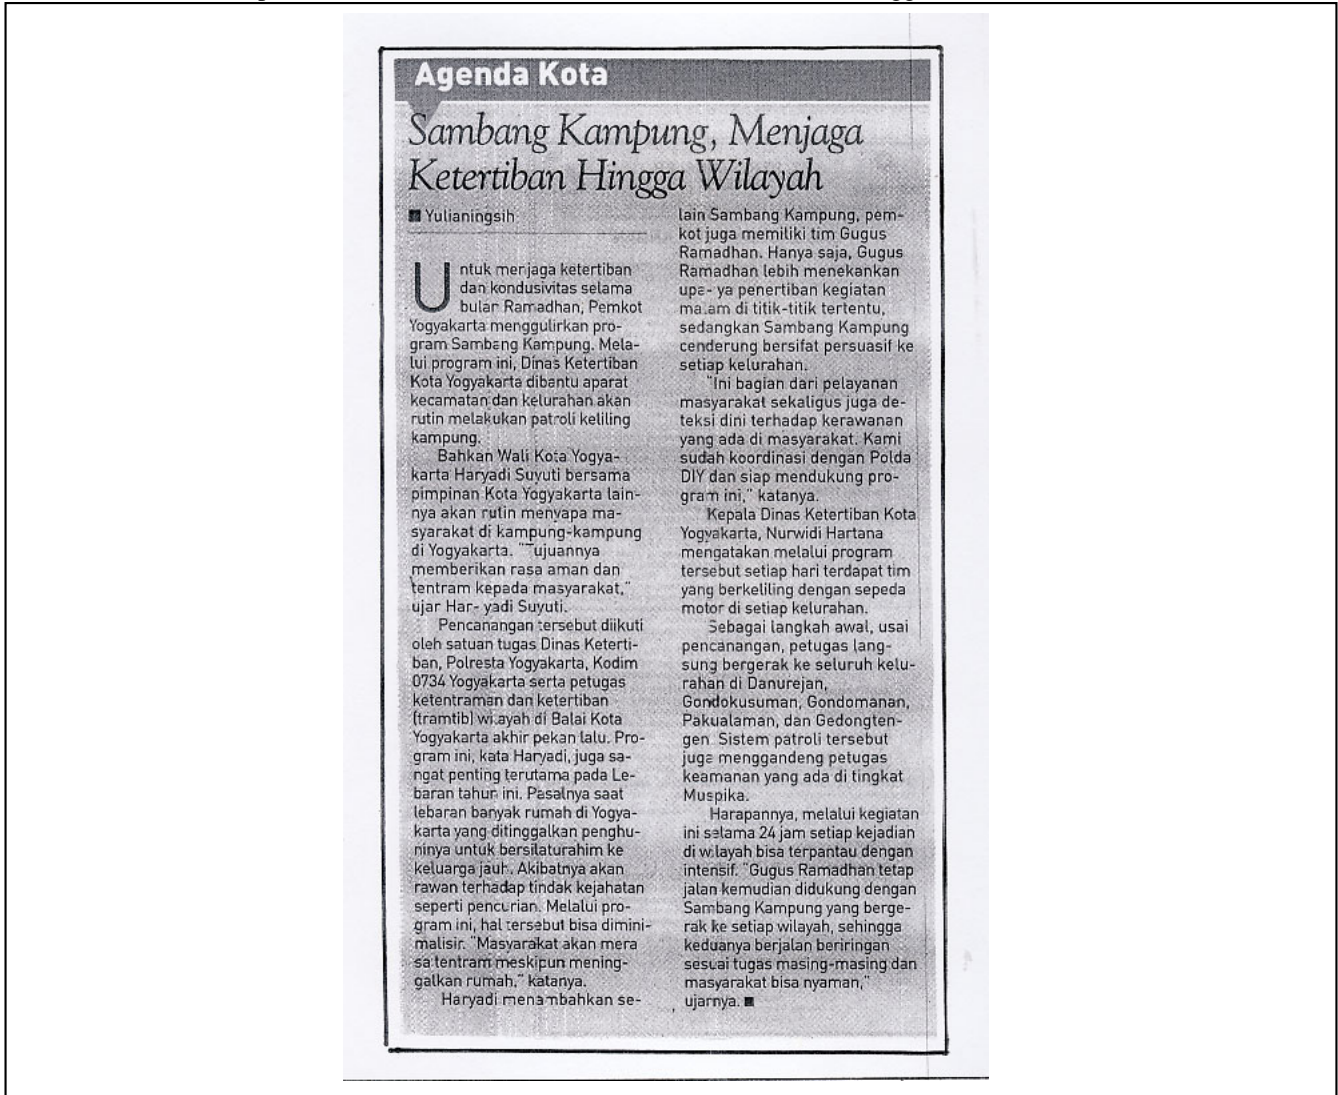 Agenda Kota
Sambang Kampung, Menjaga
Ketertiban Hingga Wilayah
■ Yulianingsih
Untuk menjaga ketertiban
dan kondusivitas selama
bulan Ramadhan, Pemkot
Yogyakarta menggulirkan pro-
gram Sambang Kampung. Mela-
lui program ini, Dinas Ketertiban
Kota Yogyakarta dibantu aparat
kecamatan dan kelurahan akan
rutin melakukan patroli keliling
kampung.
Bahkan Wali Kota Yogya-
karta Haryadi Suyuti bersama
pimpinan Kota Yogyakarta lain-
nya akan rutin menyapa ma-
syarakat di kampung-kampung
di Yogyakarta. "Tujuannya
memberikan rasa aman dan
tentram kepada masyarakat,"
ujar Har- yadi Suyuti.
Pencanangan tersebut diikuti
oleh satuan tugas Dinas Keterti-
ban, Polresta Yogyakarta, Kodim
0734 Yogyakarta serta petugas
ketentraman dan ketertiban
(tramtib) wilayah di Balai Kota
Yogyakarta akhir pekan lalu. Pro-
gram ini, kata Haryadi, juga sa-
ngat penting terutama pada Le-
baran tahun ini. Pasalnya saat
lebaran banyak rumah di Yogya-
karta yang ditinggalkan penghu-
ninya untuk bersilaturahim ke
keluarga jauh. Akibatnya akan
rawan terhadap tindak kejahatan
seperti pencurian. Melalui pro-
gram ini, hal tersebut bisa dimini-
malisir. "Masyarakat akan mera
sa tentram meskipun mening-
galkan rumah," katanya.
Haryadi menambahkan se-
lain Sambang Kampung, pem-
kot juga memiliki tim Gugus
Ramadhan. Hanya saja, Gugus
Ramadhan lebih menekankan
upa- ya penertiban kegiatan
malam di titik-titik tertentu,
sedangkan Sambang Kampung
cenderung bersifat persuasif ke
setiap kelurahan.
"Ini bagian dari pelayanan
masyarakat sekaligus juga de-
teksi dini terhadap kerawanan
yang ada di masyarakat. Kami
sudah koordinasi dengan Polda
DIY dan siap mendukung pro-
gram ini," katanya.
Kepala Dinas Ketertiban Kota
Yogyakarta, Nurwidi Hartana
mengatakan melalui program
tersebut setiap hari terdapat tim
yang berkeliling dengan sepeda
motor di setiap kelurahan.
Sebagai langkah awal, usai
pencanangan, petugas lang-
sung bergerak ke seluruh kelu-
rahan di Danurejan,
Gondokusuman, Gondomanan,
Pakualaman, dan Gedongten-
gen. Sistem patroli tersebut
juga menggandeng petugas
keamanan yang ada di tingkat
Muspika.
Harapannya, melalui kegiatan
ini selama 24 jam setiap kejadian
di wilayah bisa terpantau dengan
intensif. "Gugus Ramadhan tetap
jalan kemudian didukung dengan
Sambang Kampung yang berge-
rak ke setiap wilayah, sehingga
keduanya berjalan beriringan
sesuai tugas masing-masing dan
masyarakat bisa nyaman,"
ujarnya. ■